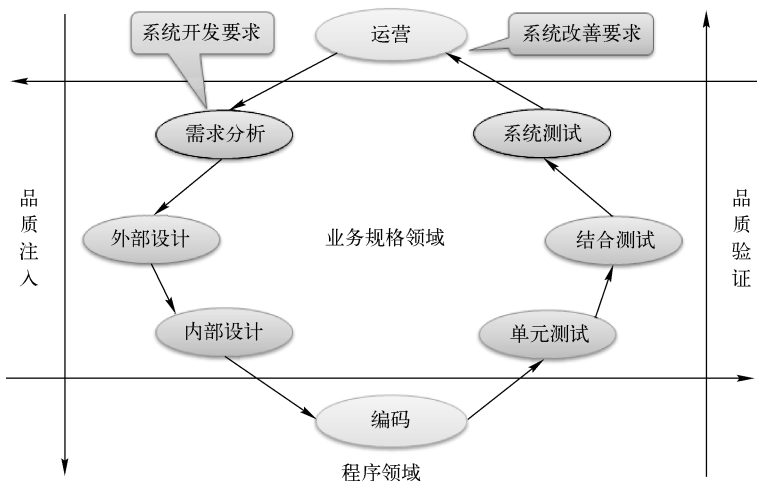 系统开发要求
运营
系统改善要求
需求分析
系统测试
品质注入
外部设计
业务规格领域
结合测试
品质验证
内部设计
单元测试
编码
程序领域